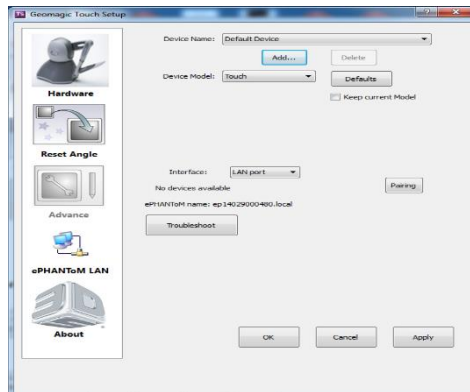 Geomagic Touch Setup
Hardware
Reset Angle
Advance
ePHANToM LAN
About
Device Name: Default Device
Add... Delete
Device Model: Touch Defaults
Keep current Model
Interface: LAN port
No devices available Pairing
ePHANToM name: ep14029000480.local
Troubleshoot
OK Cancel Apply